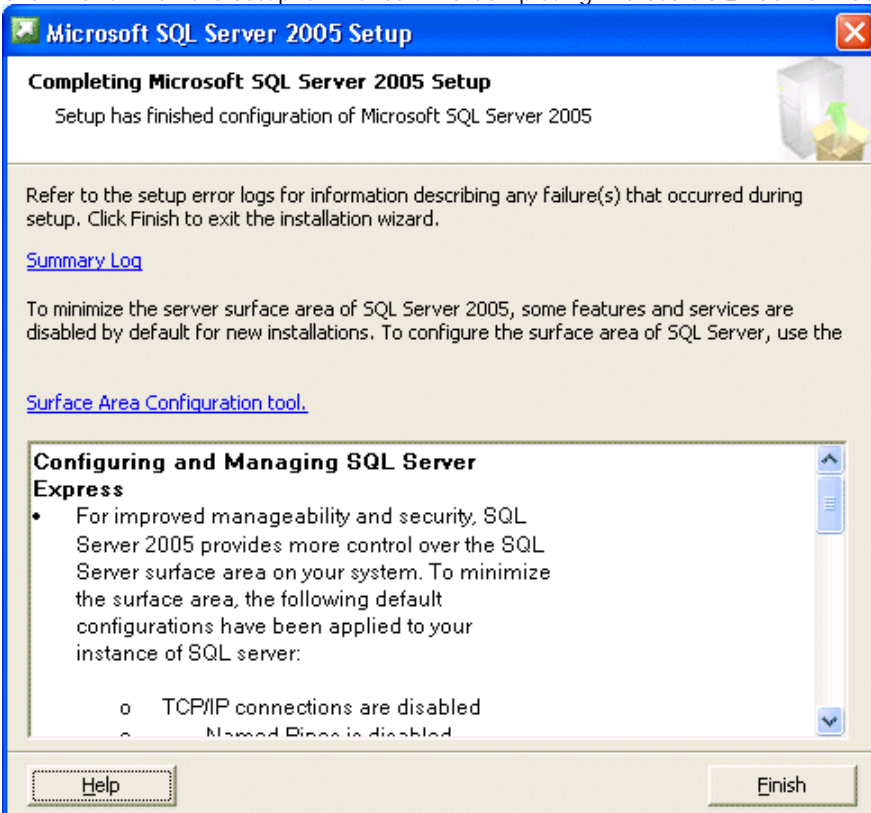 Microsoft SQL Server 2005 Setup
Completing Microsoft SQL Server 2005 Setup
Setup has finished configuration of Microsoft SQL Server 2005
Refer to the setup error logs for information describing any failure(s) that occurred during
setup. Click Finish to exit the installation wizard.
Summary Log
To minimize the server surface area of SQL Server 2005, some features and services are
disabled by default for new installations. To configure the surface area of SQL Server, use the
Surface Area Configuration tool.
Configuring and Managing SQL Server
Express
• For improved manageability and security, SQL
Server 2005 provides more control over the SQL
Server surface area on your system. To minimize
the surface area, the following default
configurations have been applied to your
instance of SQL server:
o TCP/IP connections are disabled
o Named Pipes is disabled
Help
Finish